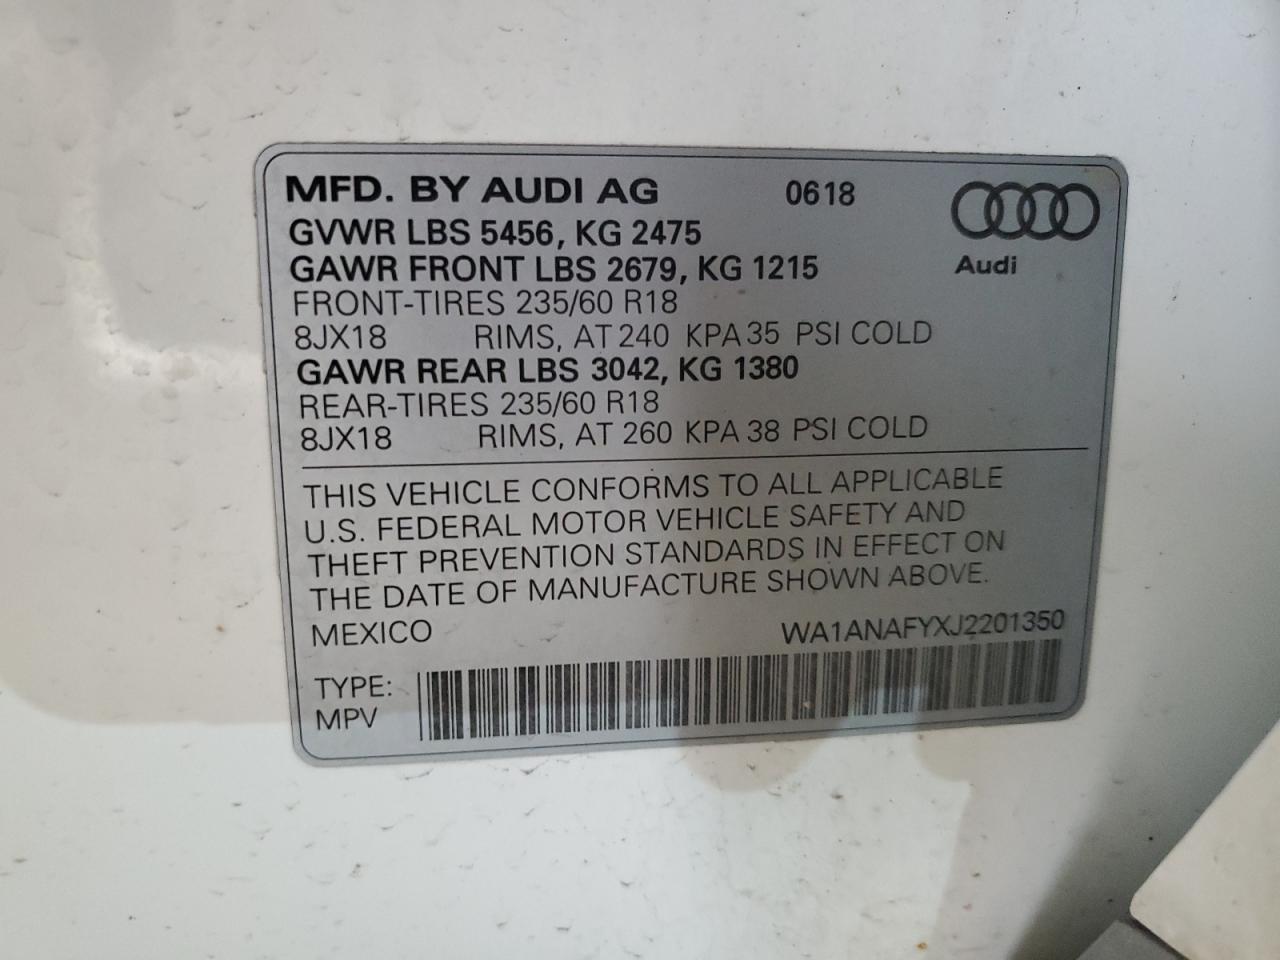 MFD. BY AUDI AG 0618
GVWR LBS 5456, KG 2475
GAWR FRONT LBS 2679, KG 1215
Audi
FRONT-TIRES 235/60 R18
8JX18 RIMS, AT 240 KPA 35 PSI COLD
GAWR REAR LBS 3042, KG 1380
REAR-TIRES 235/60 R18
8JX18 RIMS, AT 260 KPA 38 PSI COLD
THIS VEHICLE CONFORMS TO ALL APPLICABLE
U.S. FEDERAL MOTOR VEHICLE SAFETY AND
THEFT PREVENTION STANDARDS IN EFFECT ON
THE DATE OF MANUFACTURE SHOWN ABOVE.
MEXICO WA1ANAFYXJ2201350
TYPE:
MPV